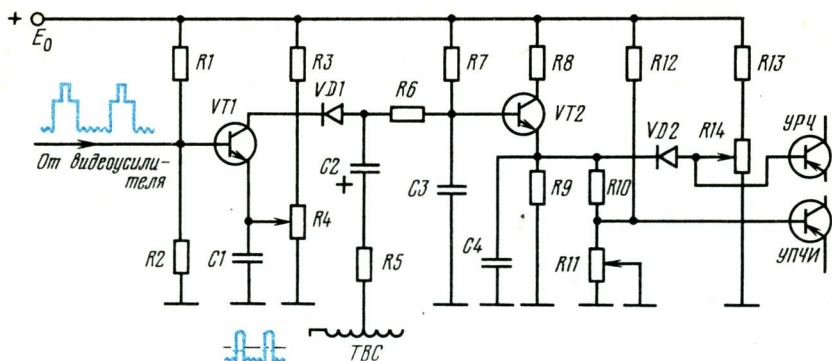 + E₀
R1
R3
R7
R8
R12
R13
VT1
VD1
R6
VT2
VD2
R14
УРЧ
От видеоусили-
теля
C2
+
C3
R9
R10
R2
C1
R4
R5
C4
R11
УПЧИ
ТВС